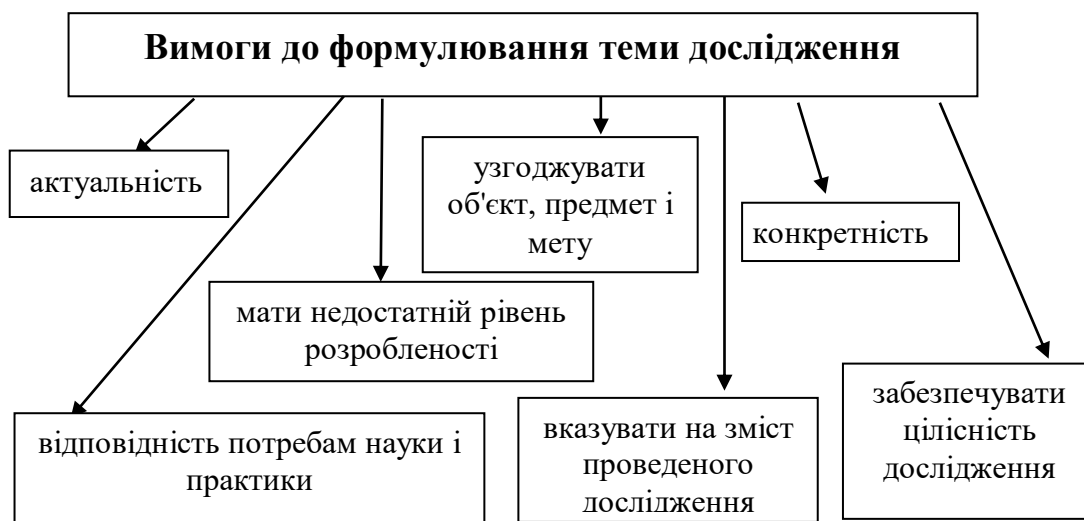 Вимоги до формулювання теми дослідження
актуальність
узгоджувати
об'єкт, предмет і
мету
конкретність
мати недостатній рівень
розробленості
відповідність потребам науки і
практики
вказувати на зміст
проведеного
дослідження
забезпечувати
цілісність
дослідження